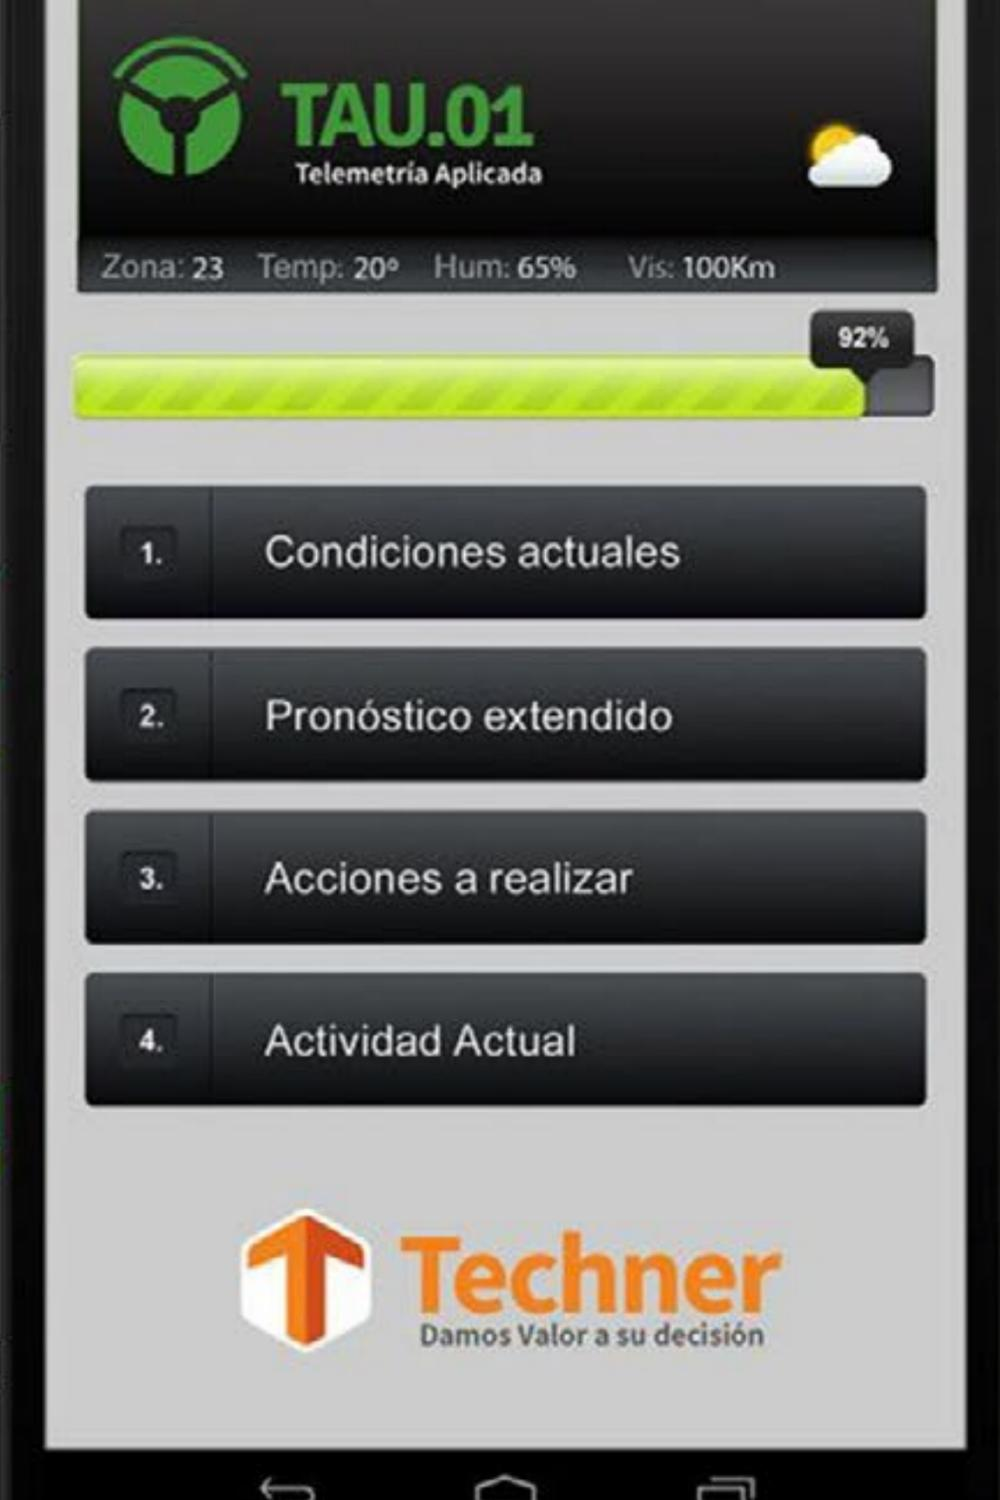 TAU.01
Telemetría Aplicada
Zona: 23 Temp: 20º Hum: 65% Vis: 100Km
92%
1. Condiciones actuales
2. Pronóstico extendido
3. Acciones a realizar
4. Actividad Actual
Techner
Damos Valor a su decisión